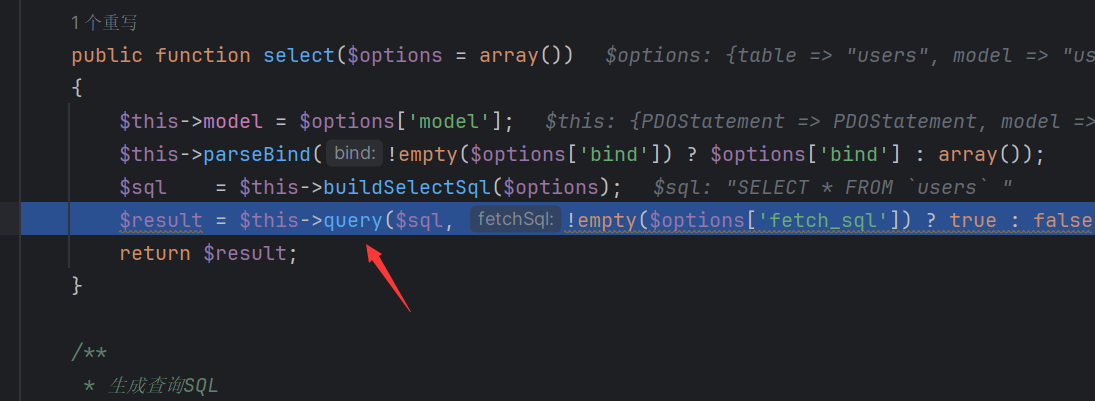 1 个重写
public function select($options = array()) $options: {table => "users", model => "us
{
$this->model = $options['model']; $this: {PDOStatement => PDOStatement, model =>
$this->parseBind( bind: !empty($options['bind']) ? $options['bind'] : array());
$sql = $this->buildSelectSql($options); $sql: "SELECT * FROM `users` "
$result = $this->query($sql, fetchSql: !empty($options['fetch_sql']) ? true : false
return $result;
}
/**
* 生成查询SQL